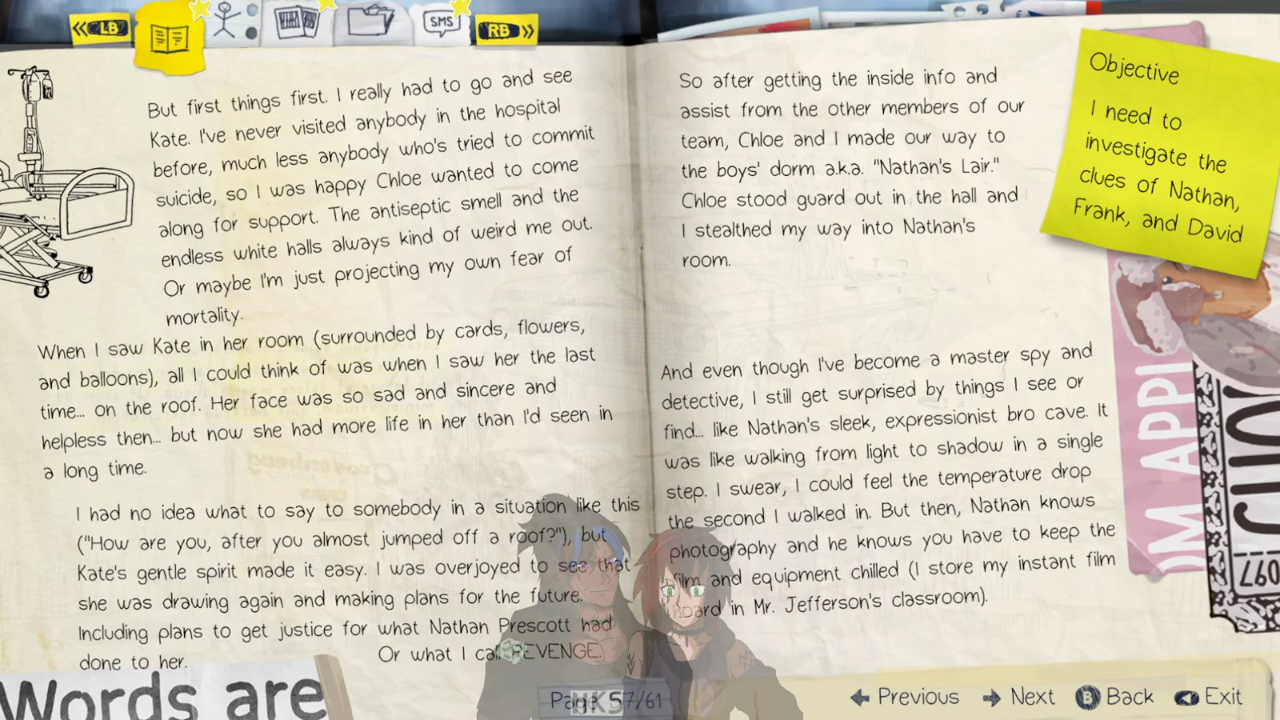 LB
SMS
RB
But first things first. I really had to go and see
Kate. I've never visited anybody in the hospital
before, much less anybody who's tried to commit
suicide, so I was happy Chloe wanted to come
along for support. The antiseptic smell and the
endless white halls always kind of weird me out.
Or maybe I'm just projecting my own fear of
mortality.
When I saw Kate in her room (surrounded by cards, flowers,
and balloons), all I could think of was when I saw her the last
time... on the roof. Her face was so sad and sincere and
helpless then... but now she had more life in her than I'd seen in
a long time.
I had no idea what to say to somebody in a situation like this
("How are you, after you almost jumped off a roof?"), but
Kate's gentle spirit made it easy. I was overjoyed to see that
she was drawing again and making plans for the future.
Including plans to get justice for what Nathan Prescott had
done to her.
Or what I call REVENGE.
Words are
So after getting the inside info and
assist from the other members of our
team, Chloe and I made our way to
the boys' dorm a.k.a. "Nathan's Lair."
Chloe stood guard out in the hall and
I stealthed my way into Nathan's
room.
And even though I've become a master spy and
detective, I still get surprised by things I see or
find... like Nathan's sleek, expressionist bro cave. It
was like walking from light to shadow in a single
step. I swear, I could feel the temperature drop
the second I walked in. But then, Nathan knows
photography and he knows you have to keep the
film and equipment chilled (I store my instant film
hoard in Mr. Jefferson's classroom).
Objective
I need to
investigate the
clues of Nathan,
Frank, and David
OM APPL
Page 57/61
Previous
Next
B Back
Exit